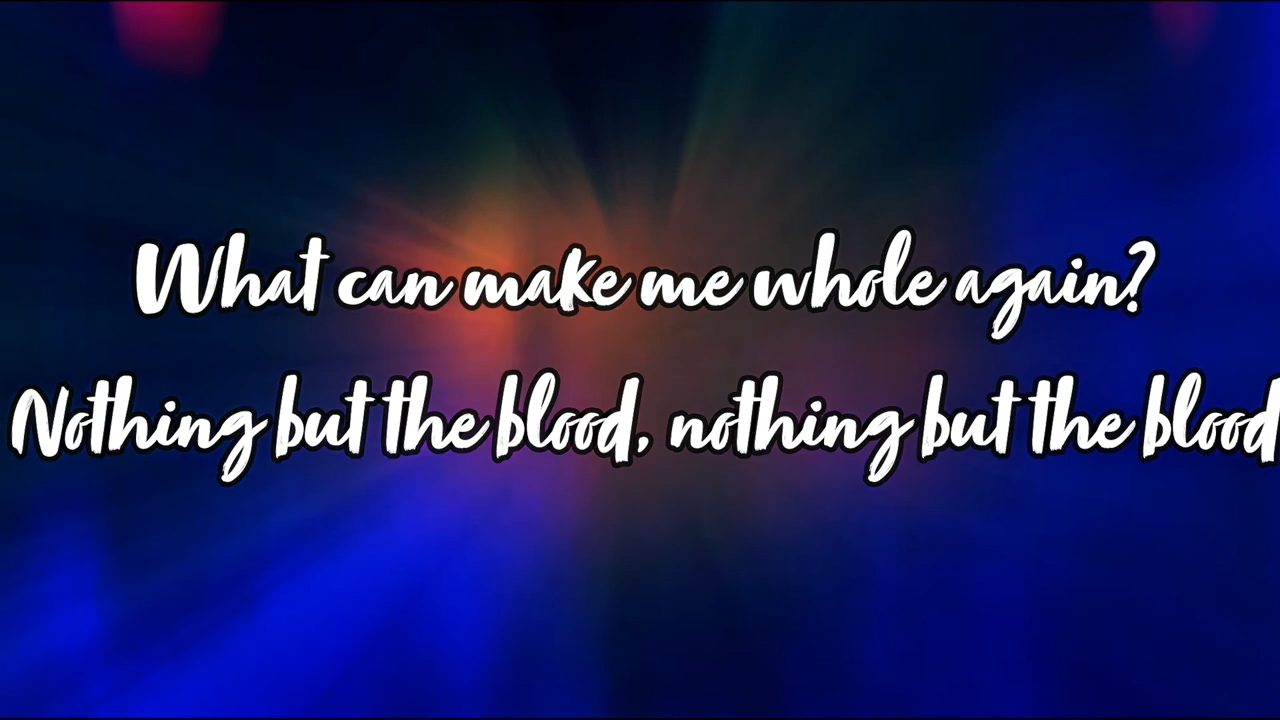 What can make me whole again?
Nothing but the blood, nothing but the blood